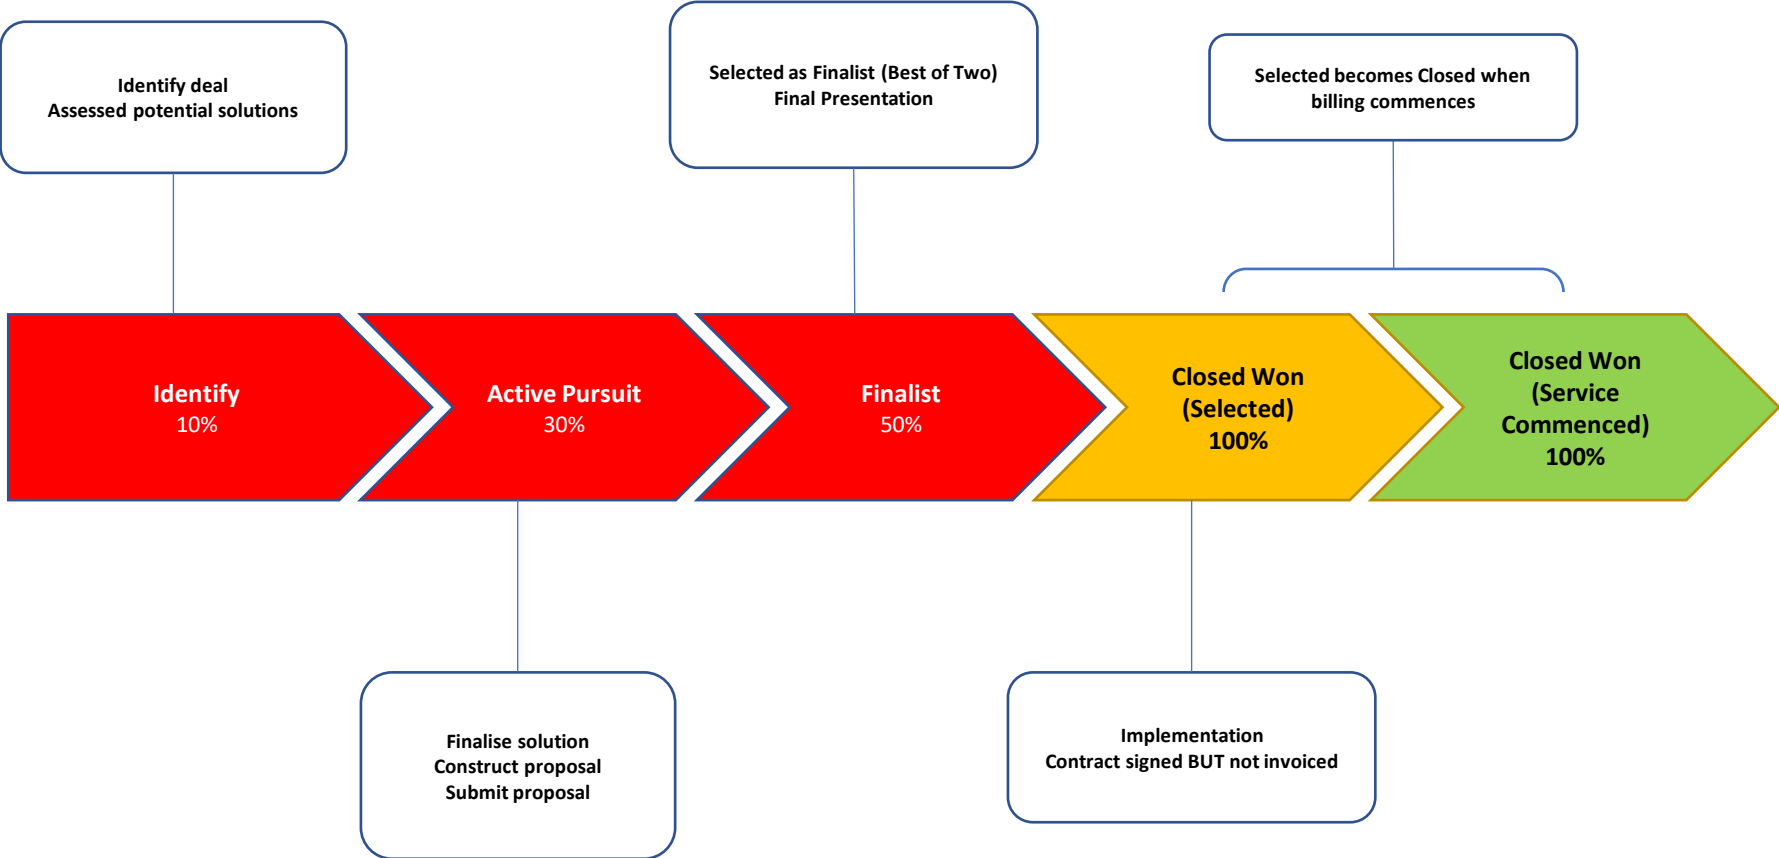 Identify deal
Assessed potential solutions
Selected as Finalist (Best of Two)
Final Presentation
Selected becomes Closed when
billing commences
Identify
10%
Active Pursuit
30%
Finalist
50%
Closed Won
(Selected)
100%
Closed Won
(Service
Commenced)
100%
Finalise solution
Construct proposal
Submit proposal
Implementation
Contract signed BUT not invoiced